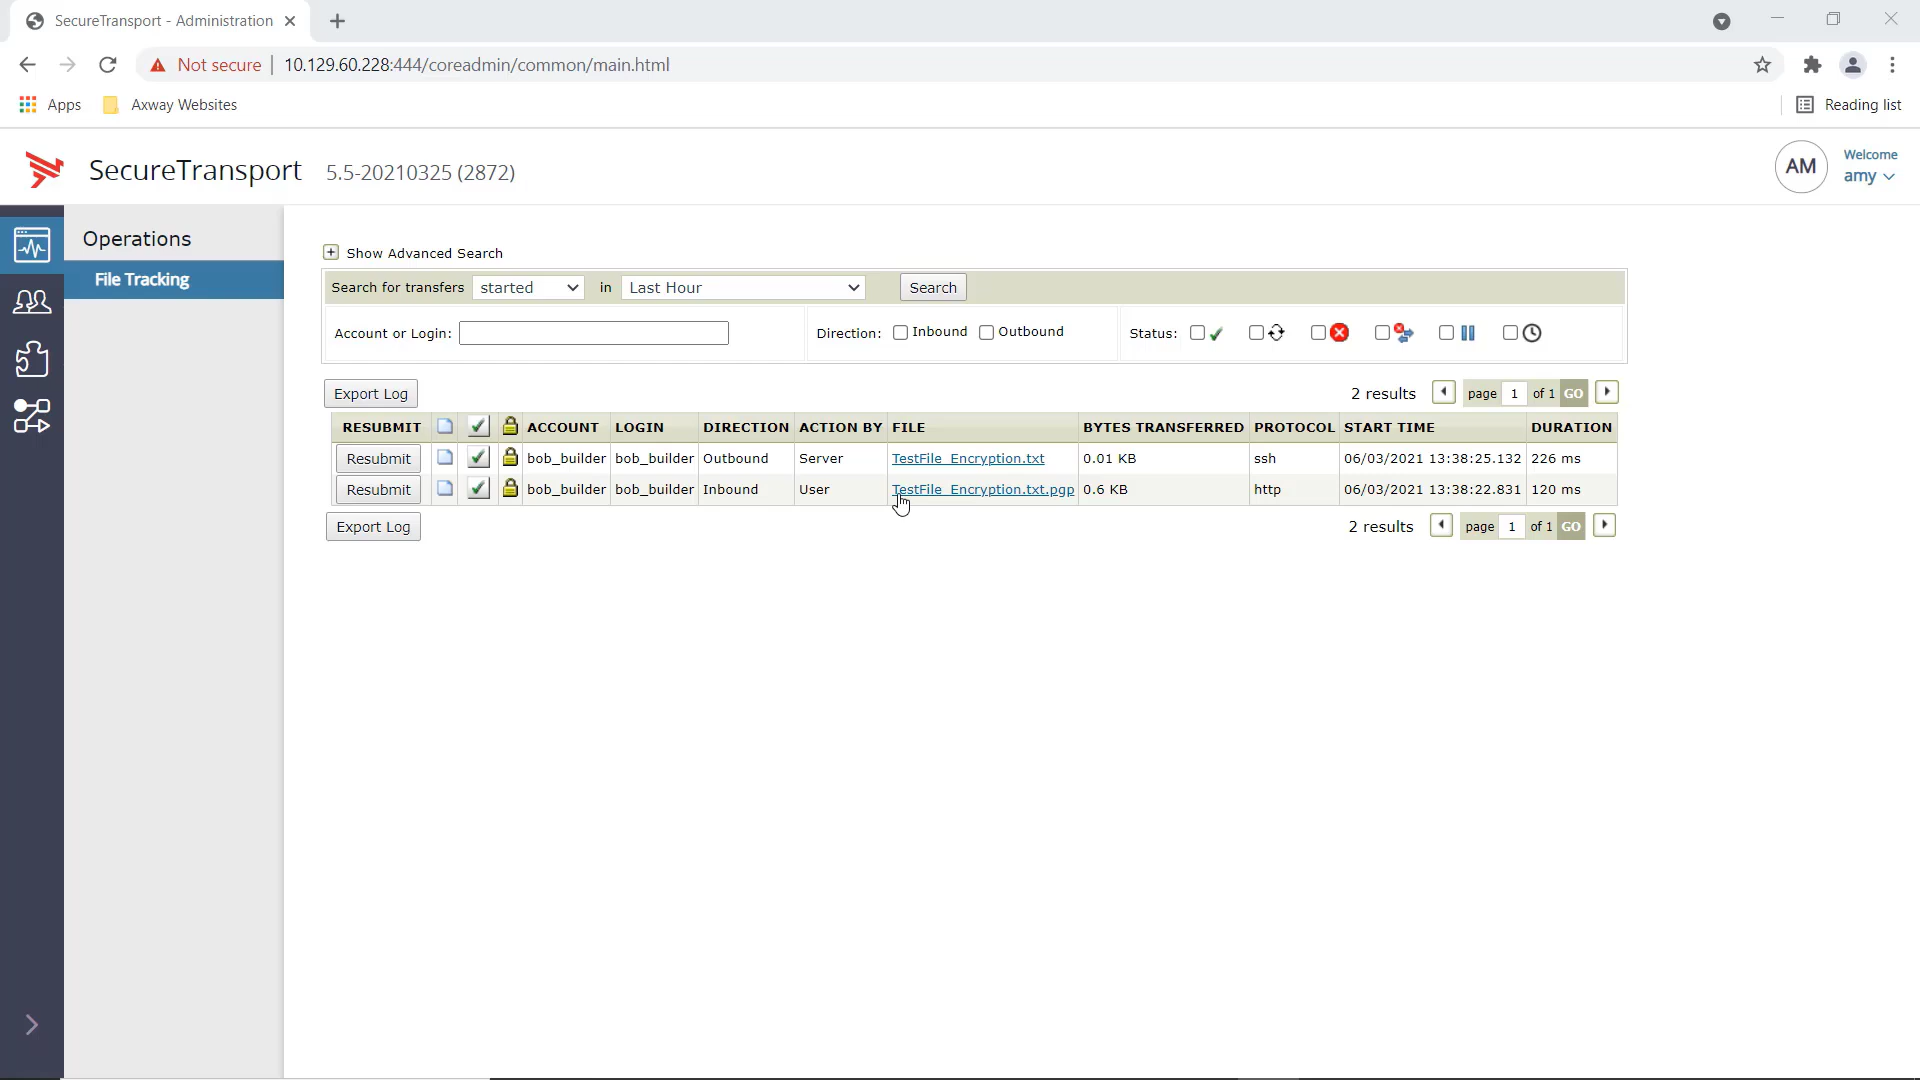 SecureTransport - Administration
Not secure 10.129.60.228:444/coreadmin/common/main.html
Apps Axway Websites Reading list
SecureTransport 5.5-20210325 (2872)
AM Welcome
amy
Operations
File Tracking
Show Advanced Search
Search for transfers started in Last Hour Search
Account or Login: Direction: Inbound Outbound Status:
Export Log 2 results page 1 of 1 GO
RESUBMIT ACCOUNT LOGIN DIRECTION ACTION BY FILE BYTES TRANSFERRED PROTOCOL START TIME DURATION
Resubmit bob_builder bob_builder Outbound Server TestFile_Encryption.txt 0.01 KB ssh 06/03/2021 13:38:25.132 226 ms
Resubmit bob_builder bob_builder Inbound User TestFile_Encryption.txt.pgp 0.6 KB http 06/03/2021 13:38:22.831 120 ms
Export Log 2 results page 1 of 1 GO